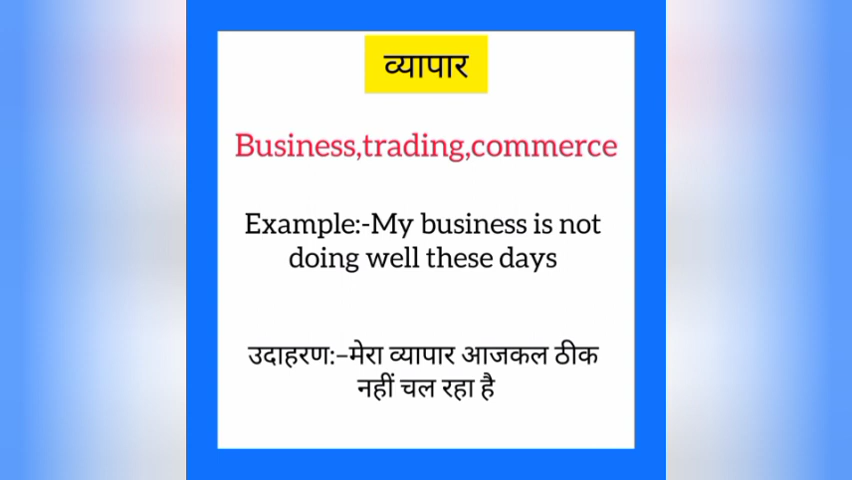 व्यापार
Business,trading,commerce
Example:-My business is not
doing well these days
उदाहरण:–मेरा व्यापार आजकल ठीक
नहीं चल रहा है